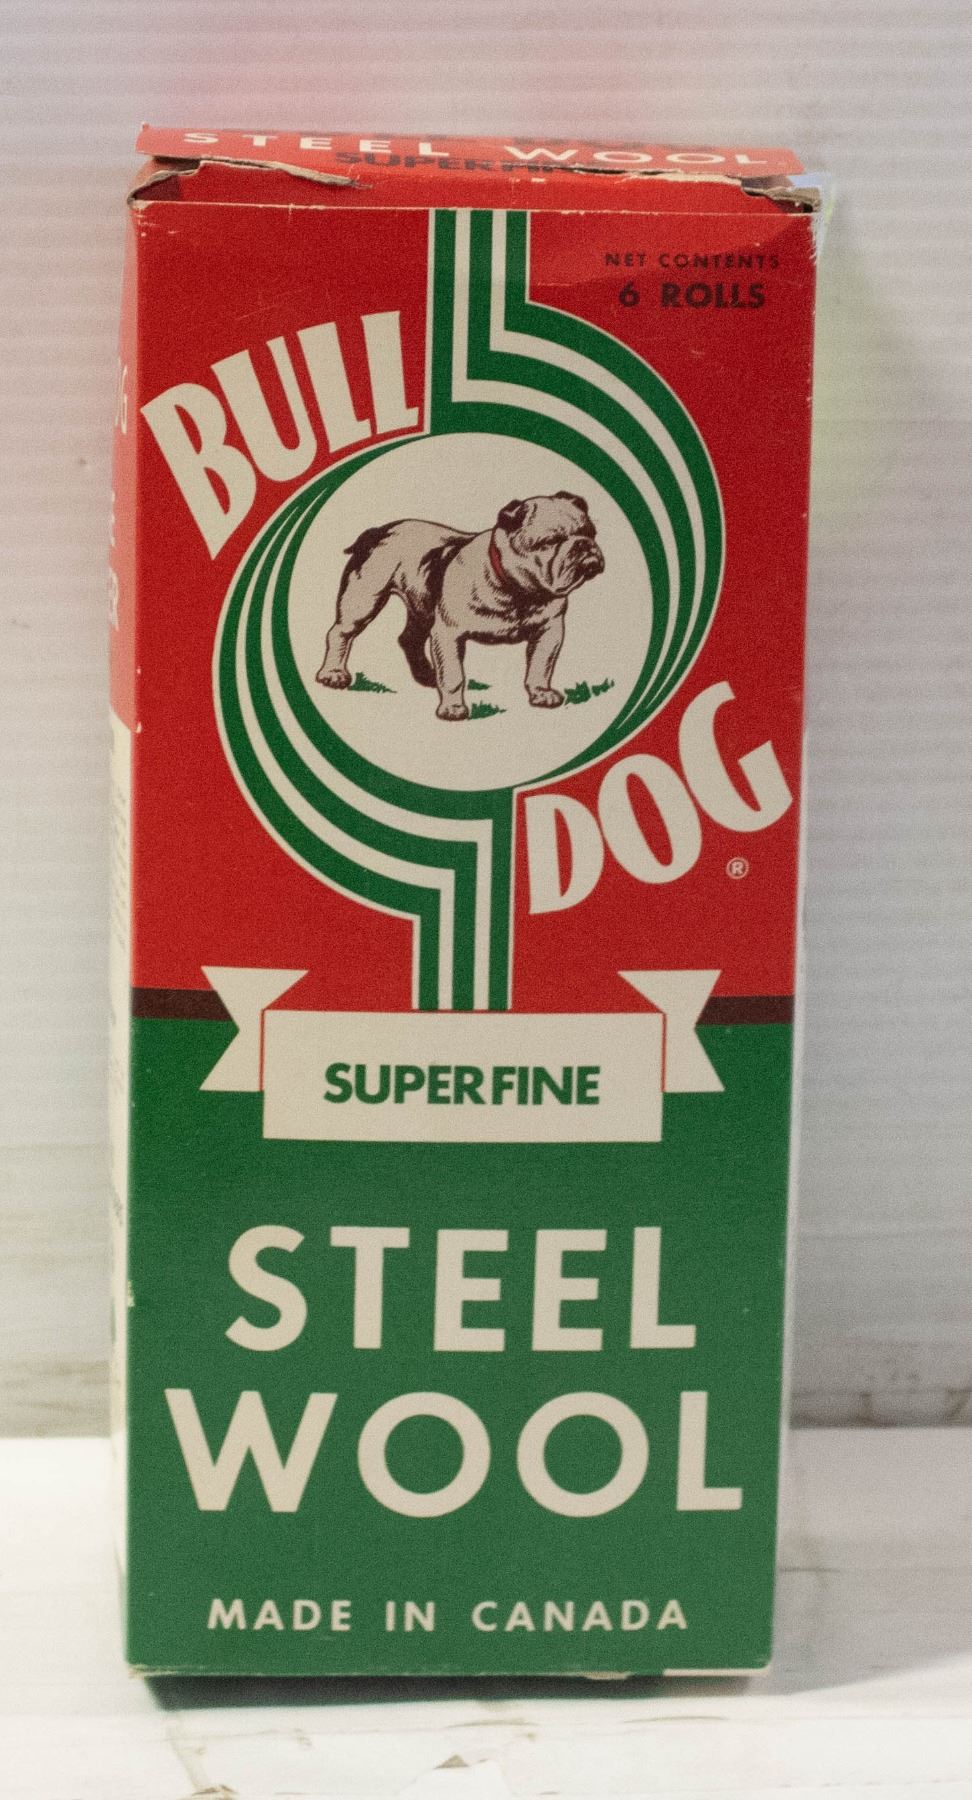 STEEL WOOL
SUPERFINE
NET CONTENTS
6 ROLLS
BULL
DOG
®
SUPERFINE
STEEL
WOOL
MADE IN CANADA